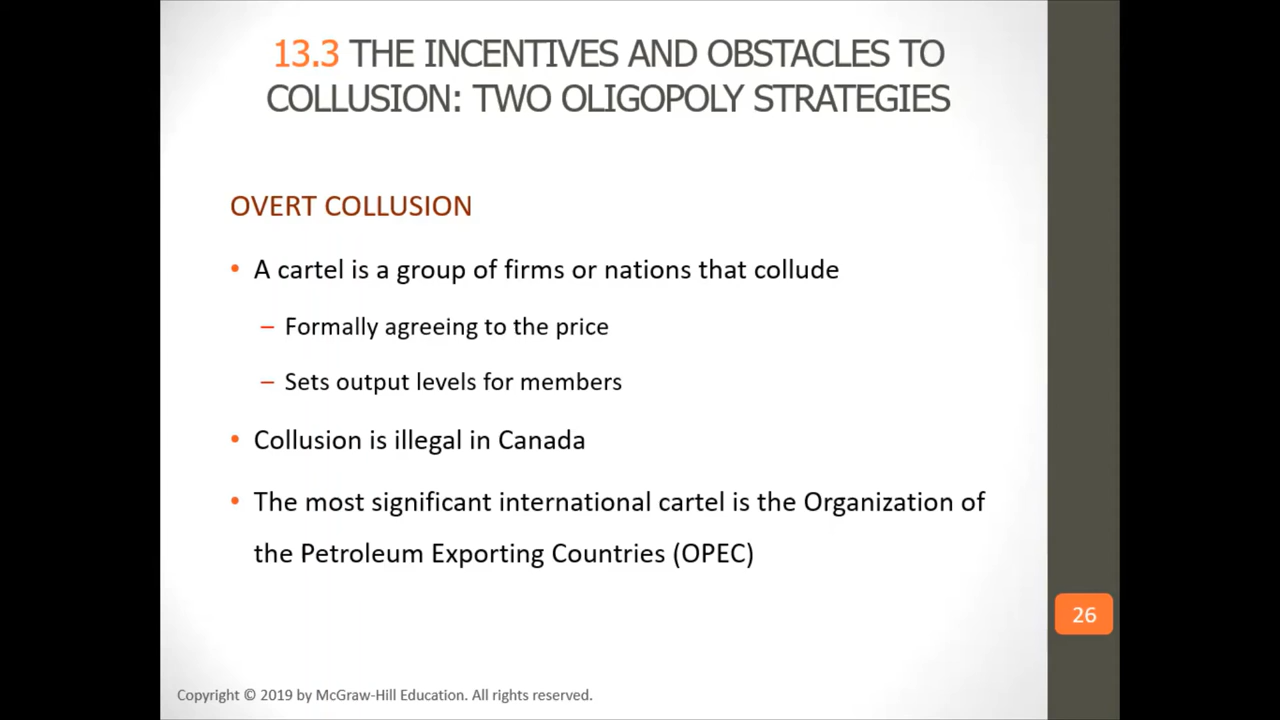 13.3 THE INCENTIVES AND OBSTACLES TO
COLLUSION: TWO OLIGOPOLY STRATEGIES
OVERT COLLUSION
• A cartel is a group of firms or nations that collude
– Formally agreeing to the price
– Sets output levels for members
• Collusion is illegal in Canada
• The most significant international cartel is the Organization of
the Petroleum Exporting Countries (OPEC)
26
Copyright © 2019 by McGraw-Hill Education. All rights reserved.